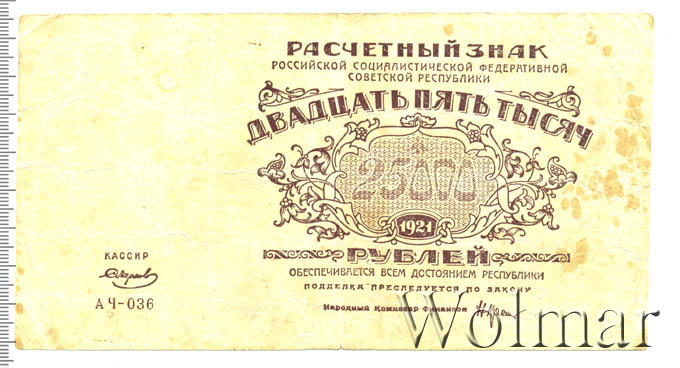 РАСЧЕТНЫЙ ЗНАК
РОССИЙСКОЙ СОЦИАЛИСТИЧЕСКОЙ ФЕДЕРАТИВНОЙ
СОВЕТСКОЙ РЕСПУБЛИКИ
ДВАДЦАТЬ ПЯТЬ ТЫСЯЧ
25000
1921
РУБЛЕЙ
ОБЕСПЕЧИВАЕТСЯ ВСЕМ ДОСТОЯНИЕМ РЕСПУБЛИКИ
ПОДДЕЛКА ПРЕСЛЕДУЕТСЯ ПО ЗАКОНУ
Народный Комиссар Финансов
КАССИР
АЧ-036
Wolmar